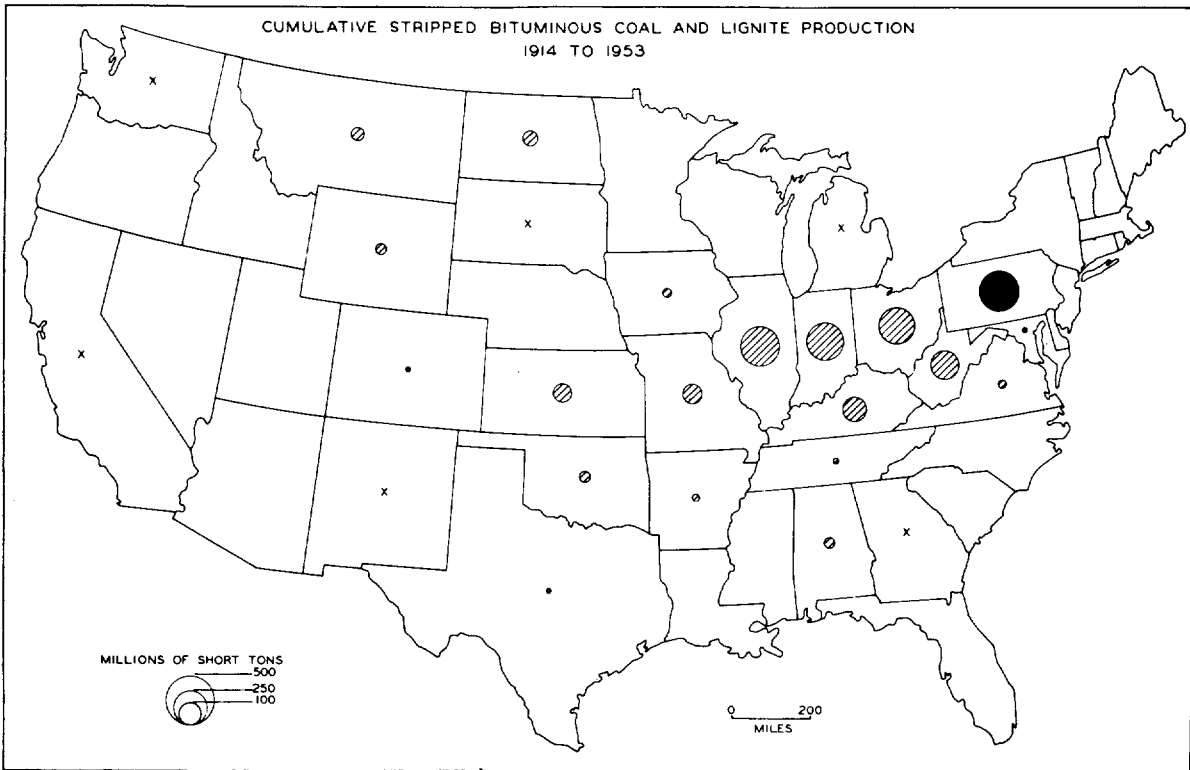 CUMULATIVE STRIPPED BITUMINOUS COAL AND LIGNITE PRODUCTION
1914 TO 1953
x
x
x
x
x
x
MILLIONS OF SHORT TONS
500
250
100
0 200
MILES